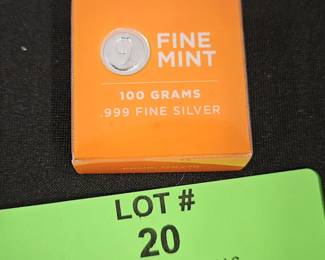 9
FINE
MINT
100 GRAMS
.999 FINE SILVER
LOT #
20